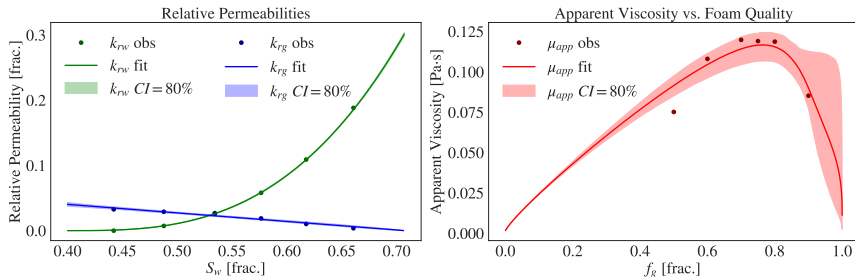 Relative Permeabilities
Relative Permeability [frac.]
0.3
0.2
0.1
0.0
k_rw obs
k_rw fit
k_rw CI = 80%
k_rg obs
k_rg fit
k_rg CI = 80%
0.40 0.45 0.50 0.55 0.60 0.65 0.70
S_w [frac.]
Apparent Viscosity vs. Foam Quality
Apparent Viscosity [Pa·s]
0.125
0.100
0.075
0.050
0.025
0.000
μ_app obs
μ_app fit
μ_app CI = 80%
0.0 0.2 0.4 0.6 0.8 1.0
f_g [frac.]